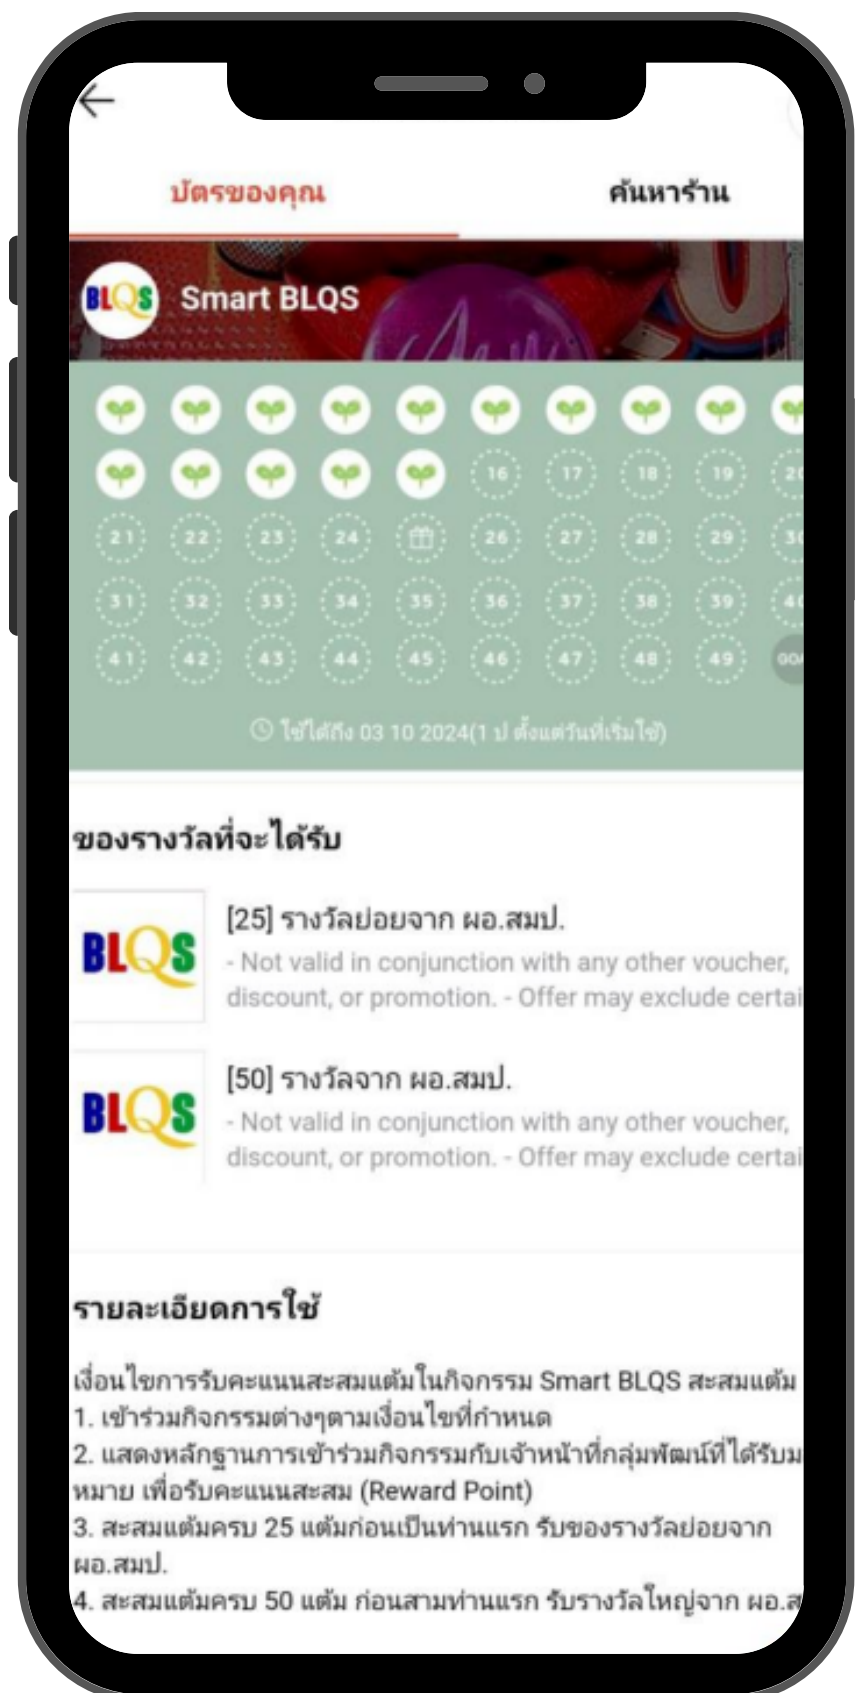 บัตรของคุณ ค้นหาร้าน
BLQS Smart BLQS
16 17 18 19 20
21 22 23 24 26 27 28 29 30
31 32 33 34 35 36 37 38 39 40
41 42 43 44 45 46 47 48 49 GOA
ใช้ได้ถึง 03 10 2024(1 ปี ตั้งแต่วันที่เริ่มใช้)
ของรางวัลที่จะได้รับ
BLQS
[25] รางวัลย่อยจาก ผอ.สมป.
- Not valid in conjunction with any other voucher,
discount, or promotion. - Offer may exclude certai
BLQS
[50] รางวัลจาก ผอ.สมป.
- Not valid in conjunction with any other voucher,
discount, or promotion. - Offer may exclude certai
รายละเอียดการใช้
เงื่อนไขการรับคะแนนสะสมแต้มในกิจกรรม Smart BLQS สะสมแต้ม
1. เข้าร่วมกิจกรรมต่างๆตามเงื่อนไขที่กำหนด
2. แสดงหลักฐานการเข้าร่วมกิจกรรมกับเจ้าหน้าที่กลุ่มพัฒน์ที่ได้รับม
หมาย เพื่อรับคะแนนสะสม (Reward Point)
3. สะสมแต้มครบ 25 แต้มก่อนเป็นท่านแรก รับของรางวัลย่อยจาก
ผอ.สมป.
4. สะสมแต้มครบ 50 แต้ม ก่อนสามท่านแรก รับรางวัลใหญ่จาก ผอ.ส